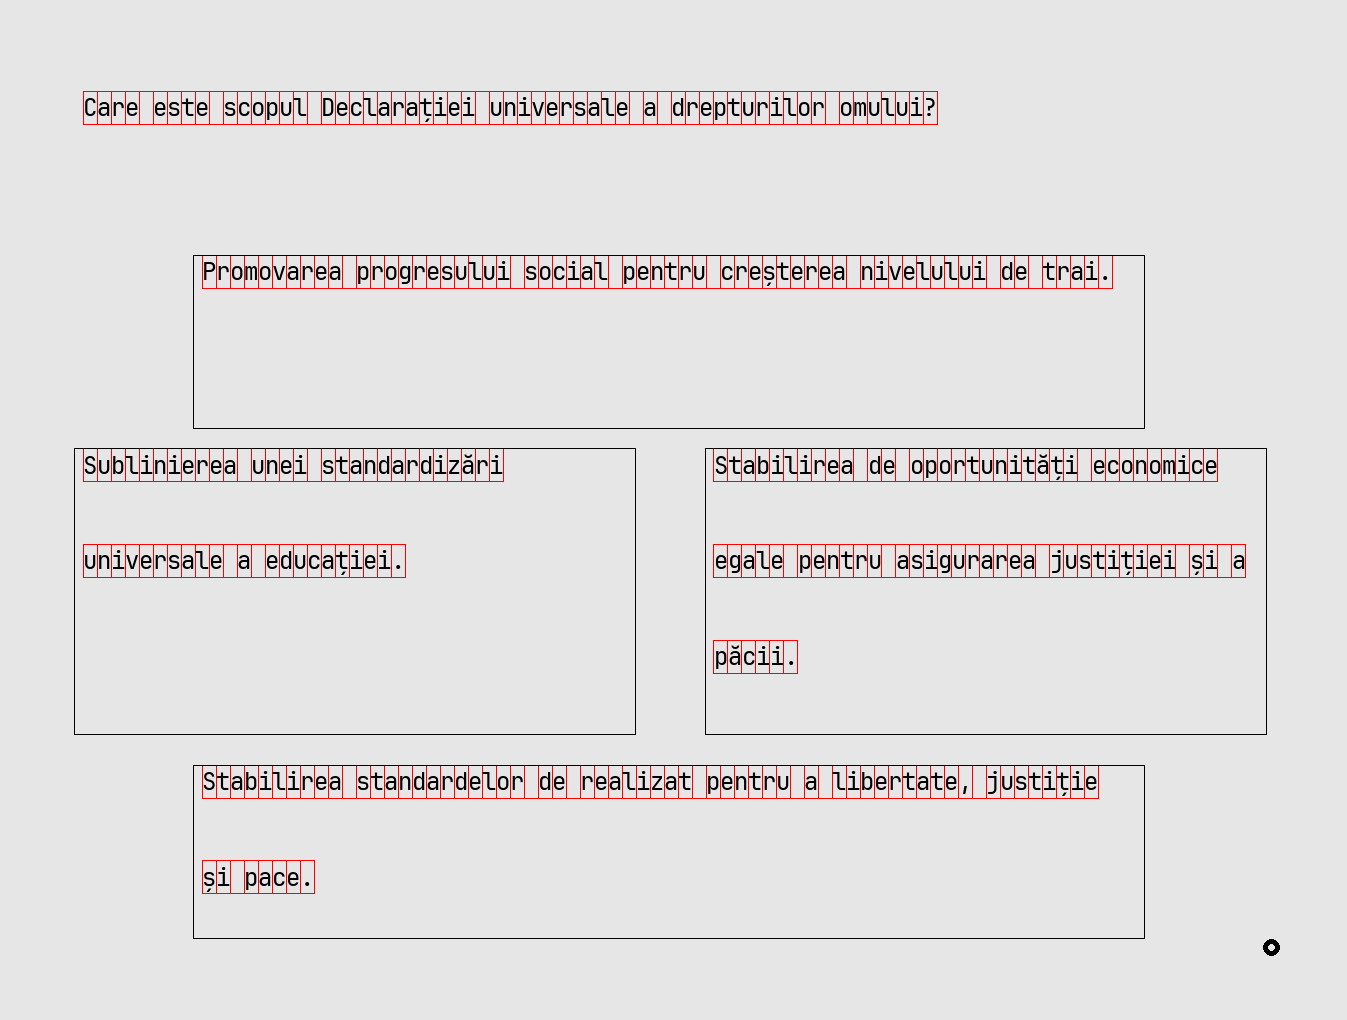 Care este scopul Declarației universale a drepturilor omului?
Promovarea progresului social pentru creșterea nivelului de trai.
Sublinierea unei standardizări
universale a educației.
Stabilirea de oportunități economice
egale pentru asigurarea justiției și a
păcii.
Stabilirea standardelor de realizat pentru a libertate, justiție
și pace.